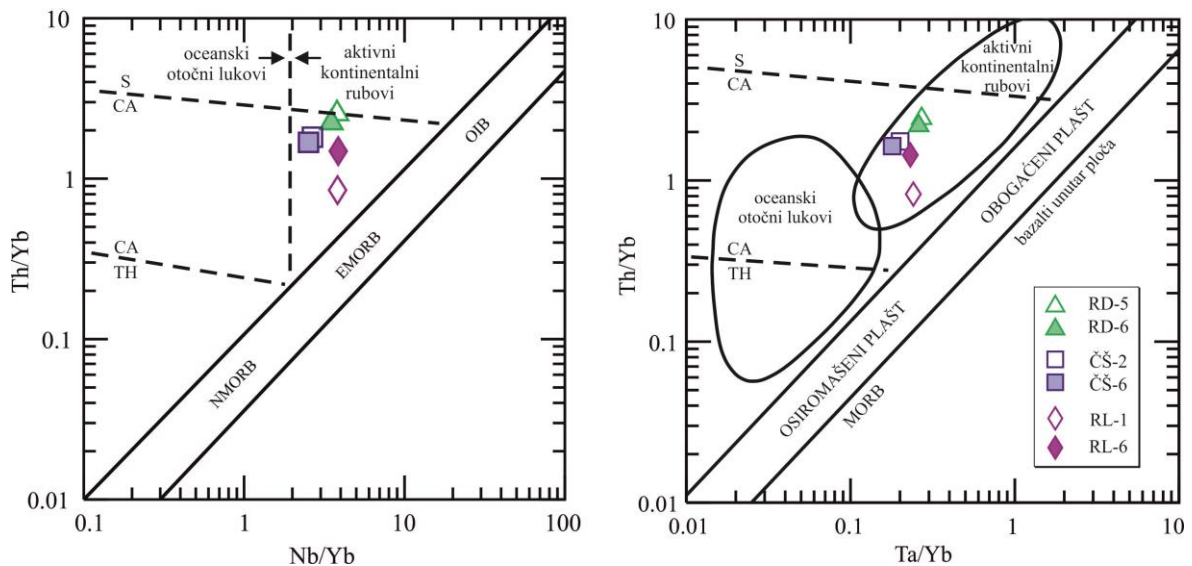 10
1
0.1
0.01
Th/Yb
oceanski
otočni lukovi
aktivni
kontinentalni
rubovi
S
CA
CA
TH
OIB
EMORB
NMORB
0.1
1
10
100
Nb/Yb
10
1
0.1
0.01
Th/Yb
S
CA
aktivni
kontinentalni
rubovi
oceanski
otočni lukovi
CA
TH
OBOGAĆENI PLAŠT
bazalti unutar ploča
OSIROMAŠENI PLAŠT
MORB
RD-5
RD-6
ČŠ-2
ČŠ-6
RL-1
RL-6
0.01
0.1
1
10
Ta/Yb